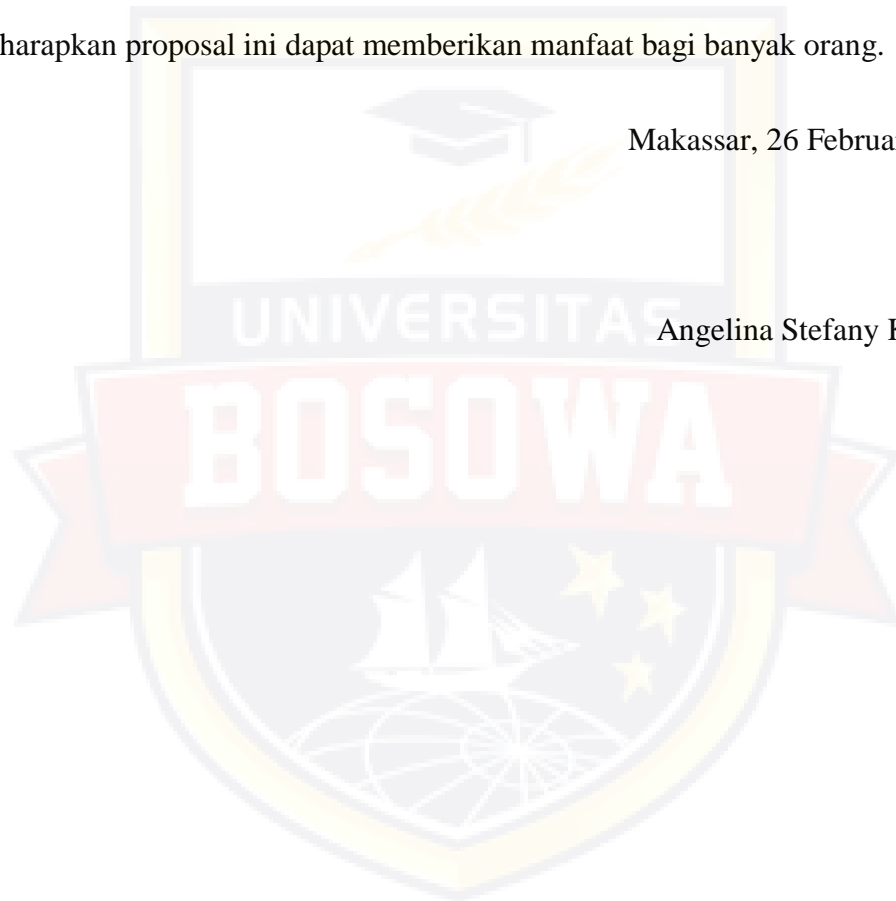 harapkan proposal ini dapat memberikan manfaat bagi banyak orang.
Makassar, 26 Februa
Angelina Stefany
UNIVERSITAS
BOSOWA